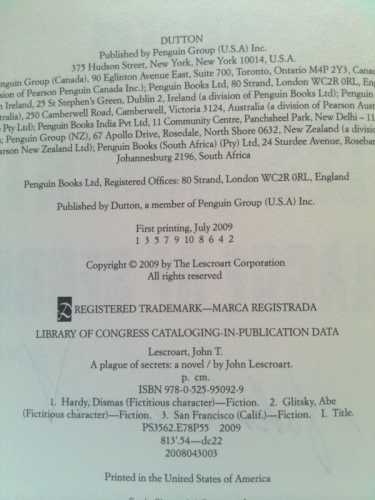 DUTTON
Published by Penguin Group (U.S.A) Inc.
375 Hudson Street, New York, New York 10014, U.S.A.
Penguin Group (Canada), 90 Eglinton Avenue East, Suite 700, Toronto, Ontario M4P 2Y3, Canada
division of Pearson Penguin Canada Inc.); Penguin Books Ltd, 80 Strand, London WC2R 0RL,
Ireland, 25 St Stephen's Green, Dublin 2, Ireland (a division of Penguin Books Ltd); Penguin
250 Camberwell Road, Camberwell, Victoria 3124, Australia (a division of Pearson
Pty Ltd); Penguin Books India Pvt Ltd, 11 Community Centre, Panchsheel Park, New Delhi – 11
Penguin Group (NZ), 67 Apollo Drive, Rosedale, North Shore 0632, New Zealand (a
New Zealand Ltd); Penguin Books (South Africa) (Pty) Ltd, 24 Sturdee Avenue,
Johannesburg 2196, South Africa
Penguin Books Ltd, Registered Offices: 80 Strand, London WC2R 0RL, England
Published by Dutton, a member of Penguin Group (U.S.A) Inc.
First printing, July 2009
1 3 5 7 9 10 8 6 4 2
Copyright © 2009 by The Lescroart Corporation
All rights reserved
REGISTERED TRADEMARK—MARCA REGISTRADA
LIBRARY OF CONGRESS CATALOGING-IN-PUBLICATION DATA
Lescroart, John T.
A plague of secrets: a novel / by John Lescroart.
p. cm.
ISBN 978-0-525-95092-9
1. Hardy, Dismas (Fictitious character)—Fiction. 2. Glitsky, Abe
(Fictitious character)—Fiction. 3. San Francisco (Calif.)—Fiction. I. Title.
PS3562.E78P55 2009
813'.54—dc22
2008043003
Printed in the United States of America